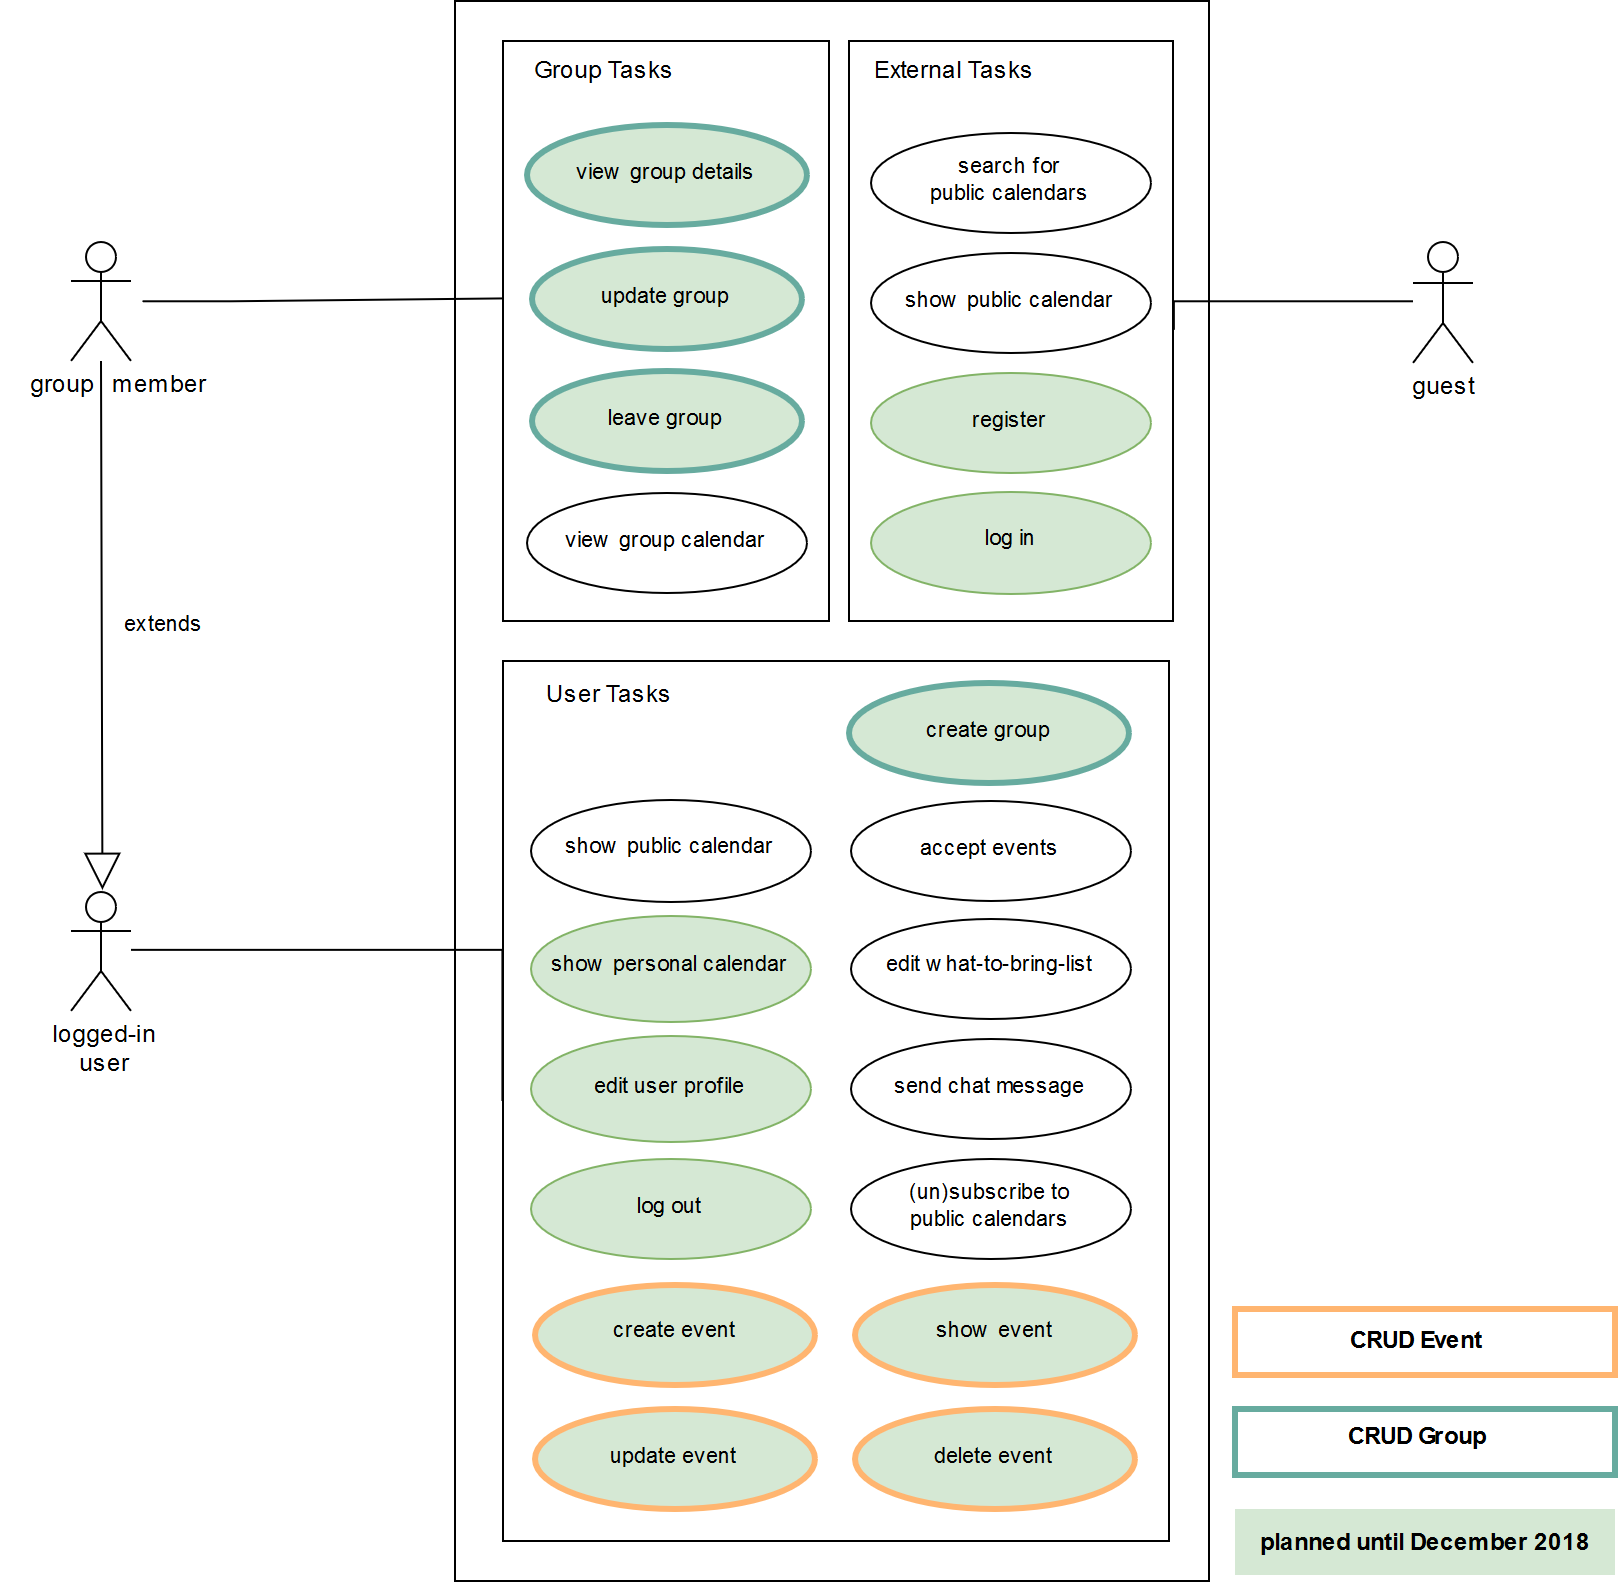 Group Tasks
view group details
update group
leave group
view group calendar
External Tasks
search for
public calendars
show public calendar
register
log in
group member
guest
extends
logged-in
user
User Tasks
create group
show public calendar
accept events
show personal calendar
edit what-to-bring-list
edit user profile
send chat message
log out
(un)subscribe to
public calendars
create event
show event
update event
delete event
CRUD Event
CRUD Group
planned until December 2018